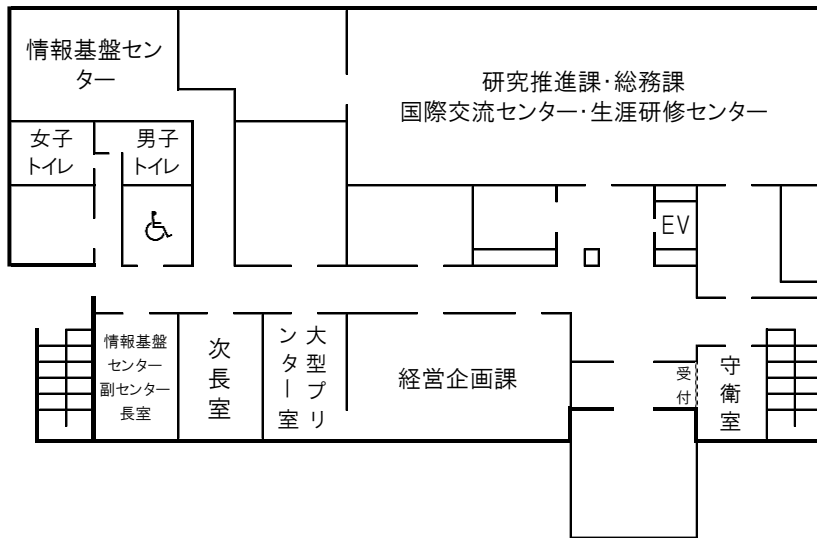 情報基盤セン
ター
研究推進課・総務課
国際交流センター・生涯研修センター
女子
トイレ
男子
トイレ
EV
情報基盤
センター
副センター
長室
次長室
大型プリ
ンター室
経営企画課
受付
守衛室